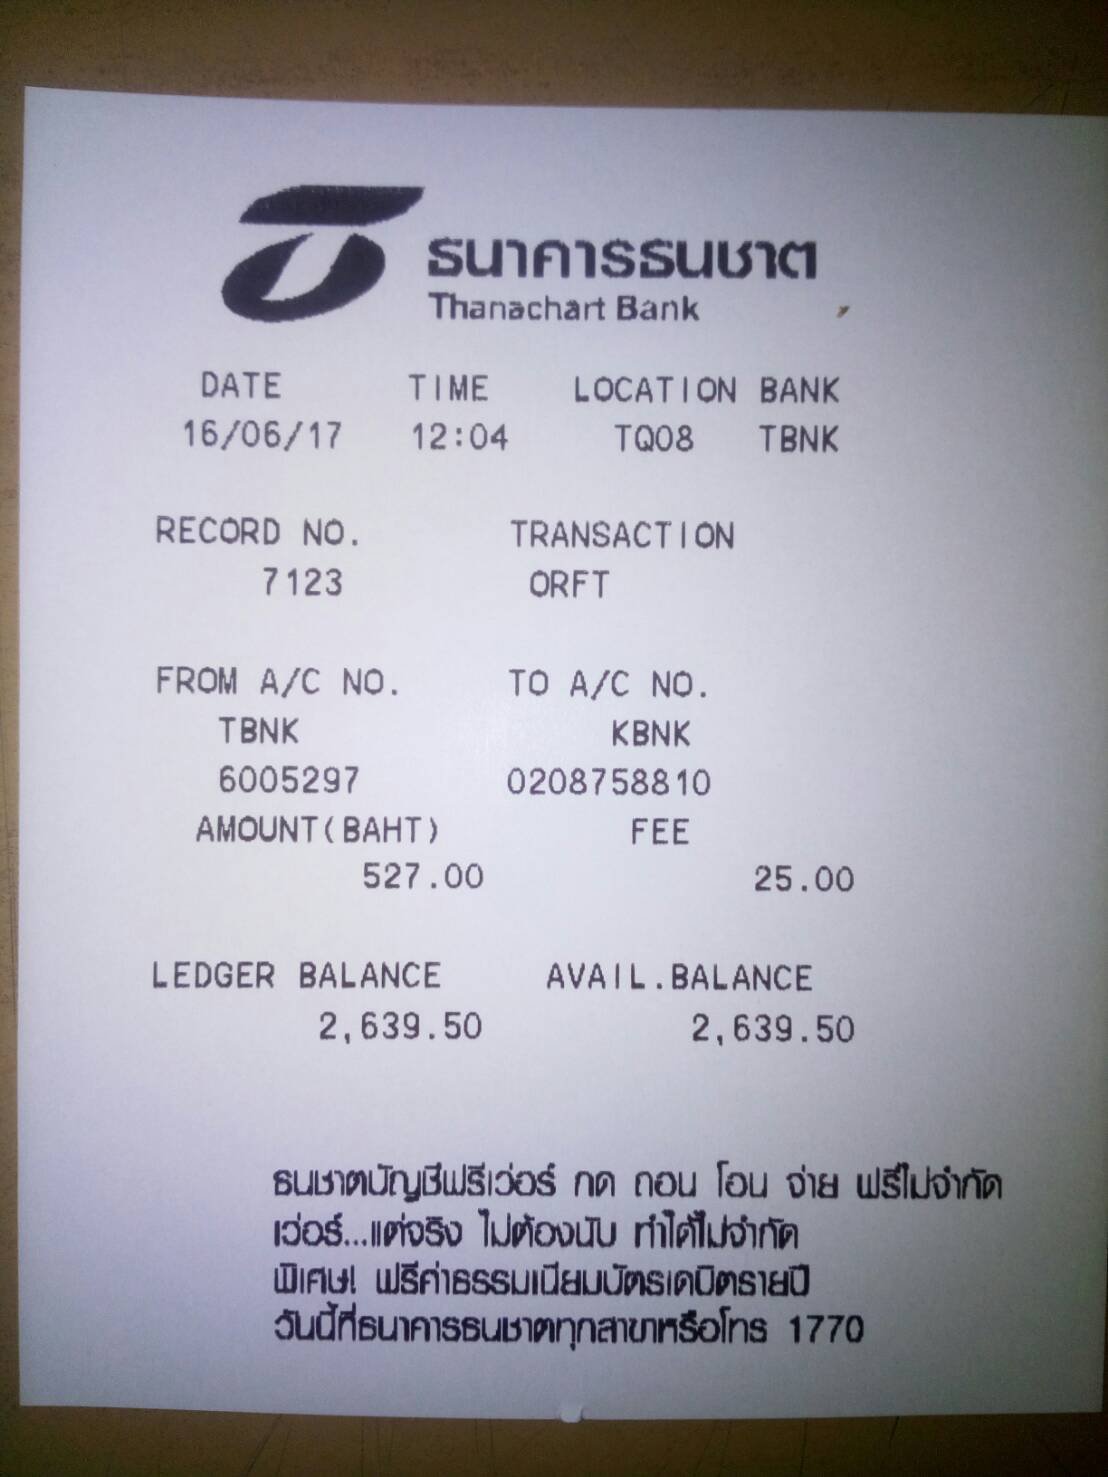 ธนาคารธนชาต
Thanachart Bank
DATE TIME LOCATION BANK
16/06/17 12:04 TQ08 TBNK
RECORD NO. TRANSACTION
7123 ORFT
FROM A/C NO. TO A/C NO.
TBNK KBNK
6005297 0208758810
AMOUNT(BAHT) FEE
527.00 25.00
LEDGER BALANCE AVAIL.BALANCE
2,639.50 2,639.50
ธนชาตบัญชีฟรีเว่อร์ กด ถอน โอน จ่าย ฟรีไม่จำกัด
เว่อร์...แต่จริง ไม่ต้องนับ ทำได้ไม่จำกัด
พิเศษ! ฟรีค่าธรรมเนียมบัตรเดบิตรายปี
วันนี้ที่ธนาคารธนชาตทุกสาขาหรือโทร 1770